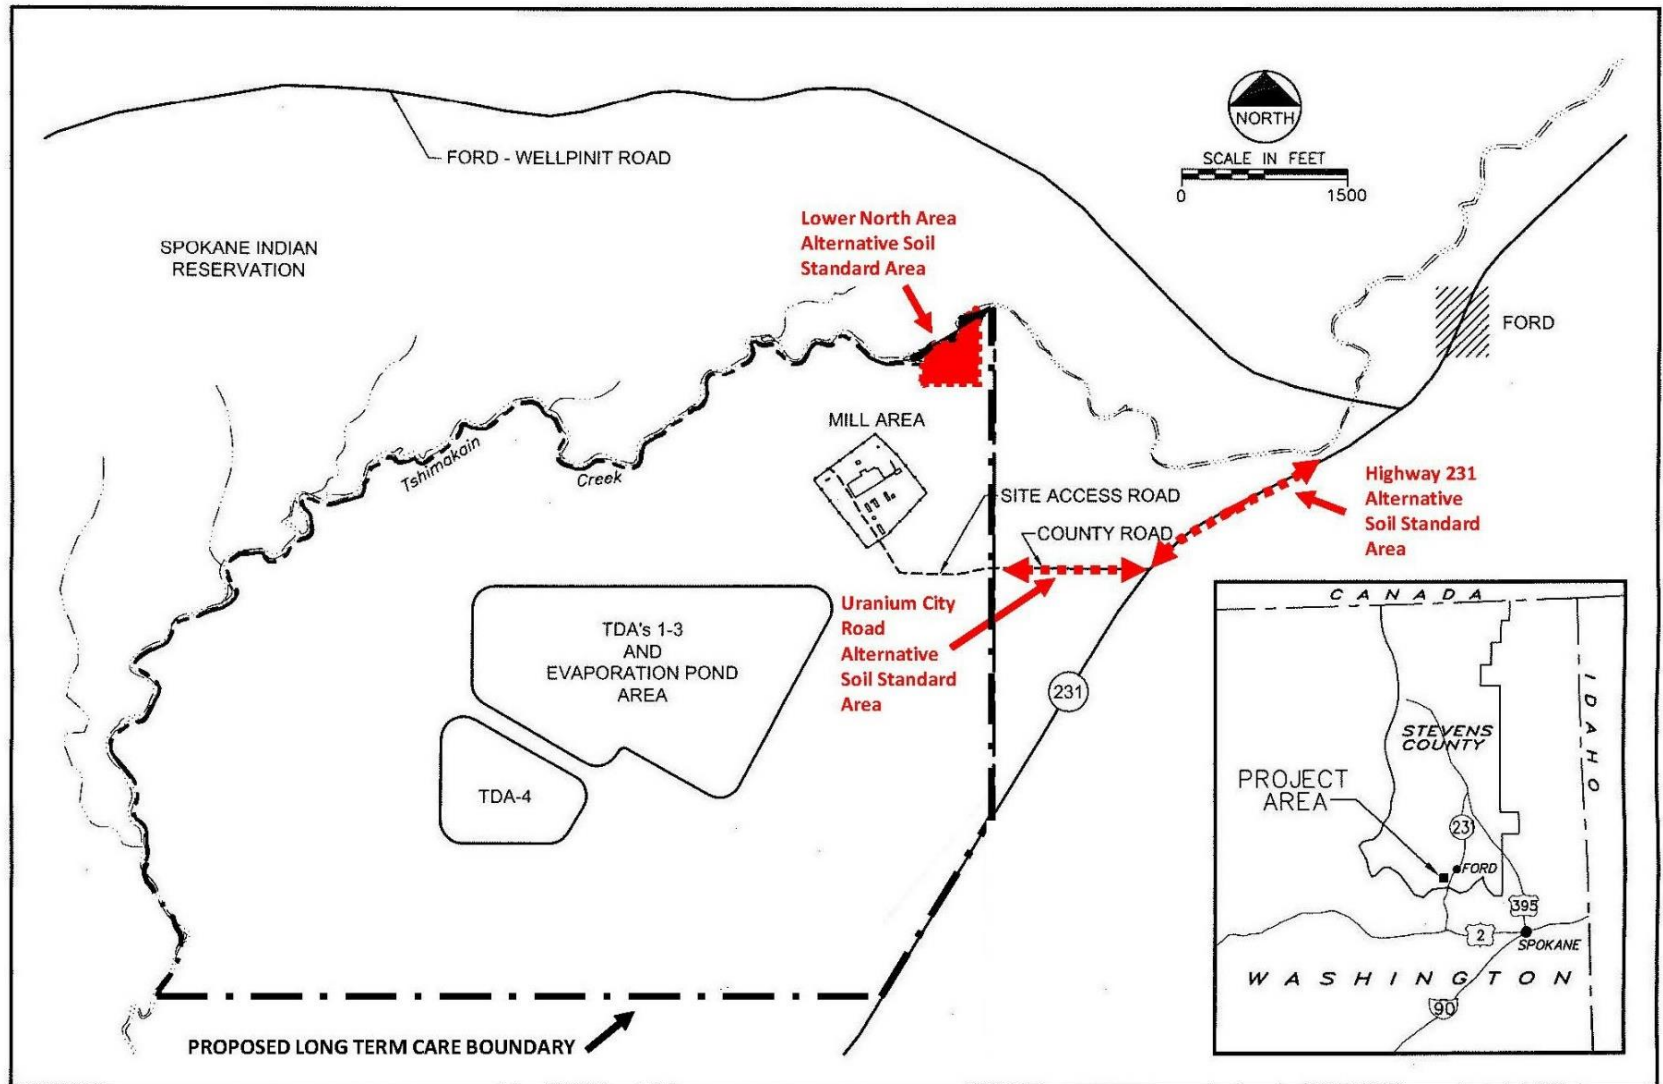 NORTH
SCALE IN FEET
0 1500
FORD - WELLPINIT ROAD
SPOKANE INDIAN
RESERVATION
Lower North Area
Alternative Soil
Standard Area
FORD
MILL AREA
Tshimakain
Creek
SITE ACCESS ROAD
COUNTY ROAD
Highway 231
Alternative
Soil Standard
Area
Uranium City
Road
Alternative
Soil Standard
Area
TDA's 1-3
AND
EVAPORATION POND
AREA
TDA-4
231
PROPOSED LONG TERM CARE BOUNDARY
CANADA
IDAHO
STEVENS
COUNTY
PROJECT
AREA
231
FORD
395
2
SPOKANE
WASHINGTON
90